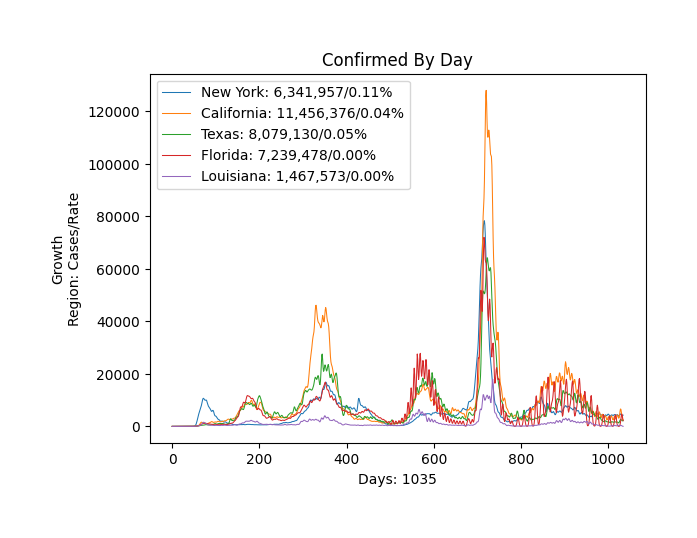 Confirmed By Day
New York: 6,341,957/0.11%
California: 11,456,376/0.04%
Texas: 8,079,130/0.05%
Florida: 7,239,478/0.00%
Louisiana: 1,467,573/0.00%
Growth
Region: Cases/Rate
120000
100000
80000
60000
40000
20000
0
0 200 400 600 800 1000
Days: 1035